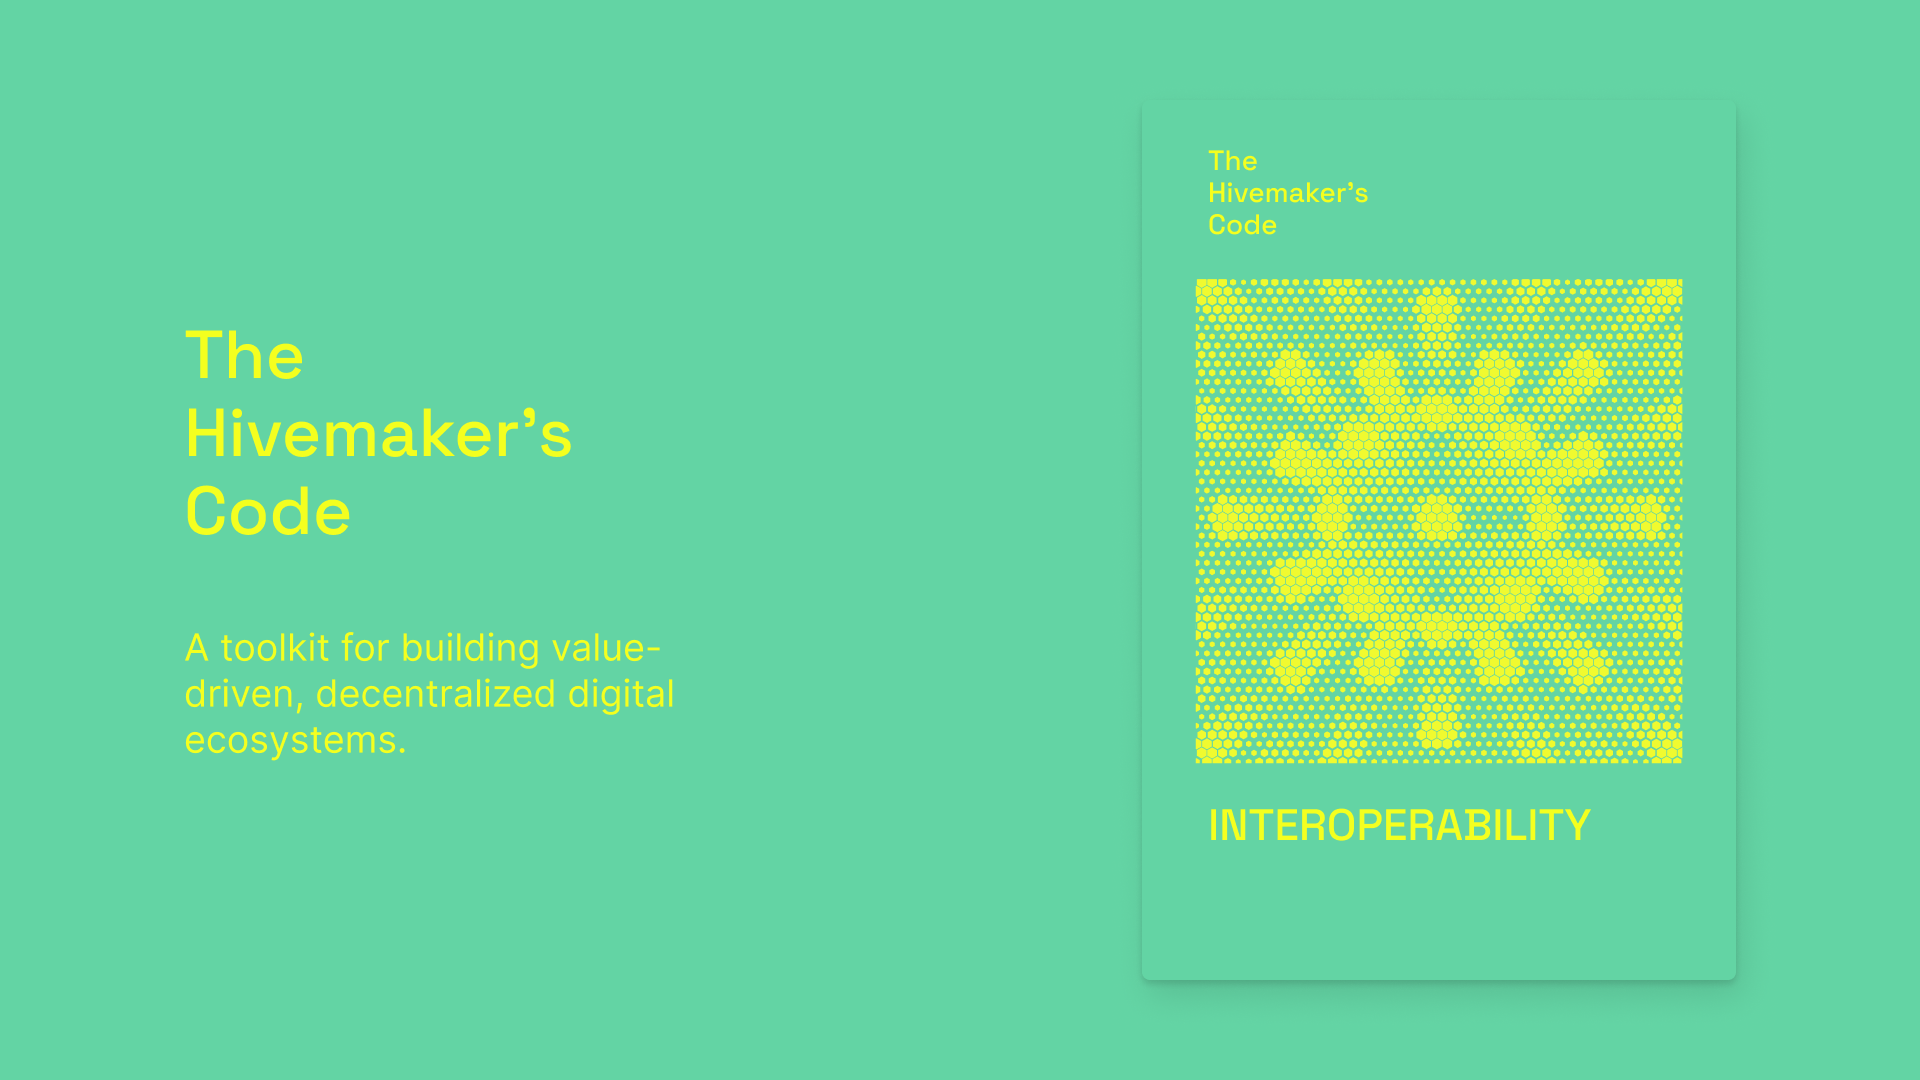 The
Hivemaker’s
Code
A toolkit for building value-
driven, decentralized digital
ecosystems.
The
Hivemaker’s
Code
INTEROPERABILITY